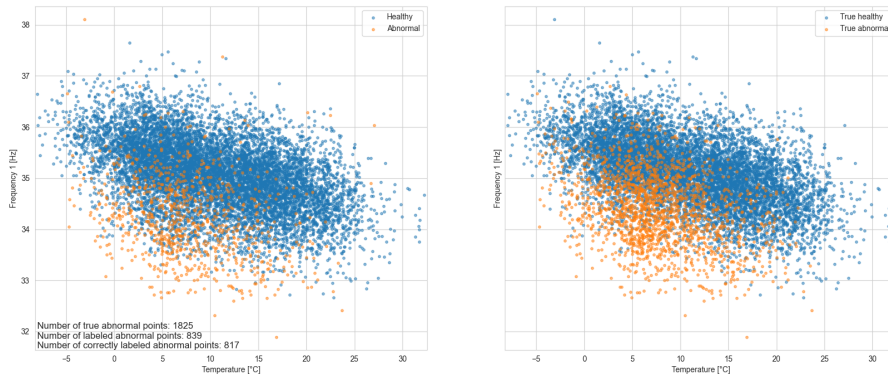 Healthy
Abnormal
38
37
36
35
34
33
32
Frequency 1 [Hz]
Number of true abnormal points: 1825
Number of labeled abnormal points: 839
Number of correctly labeled abnormal points: 817
−5 0 5 10 15 20 25 30
Temperature [°C]
True healthy
True abnormal
Frequency 1 [Hz]
−5 0 5 10 15 20 25 30
Temperature [°C]